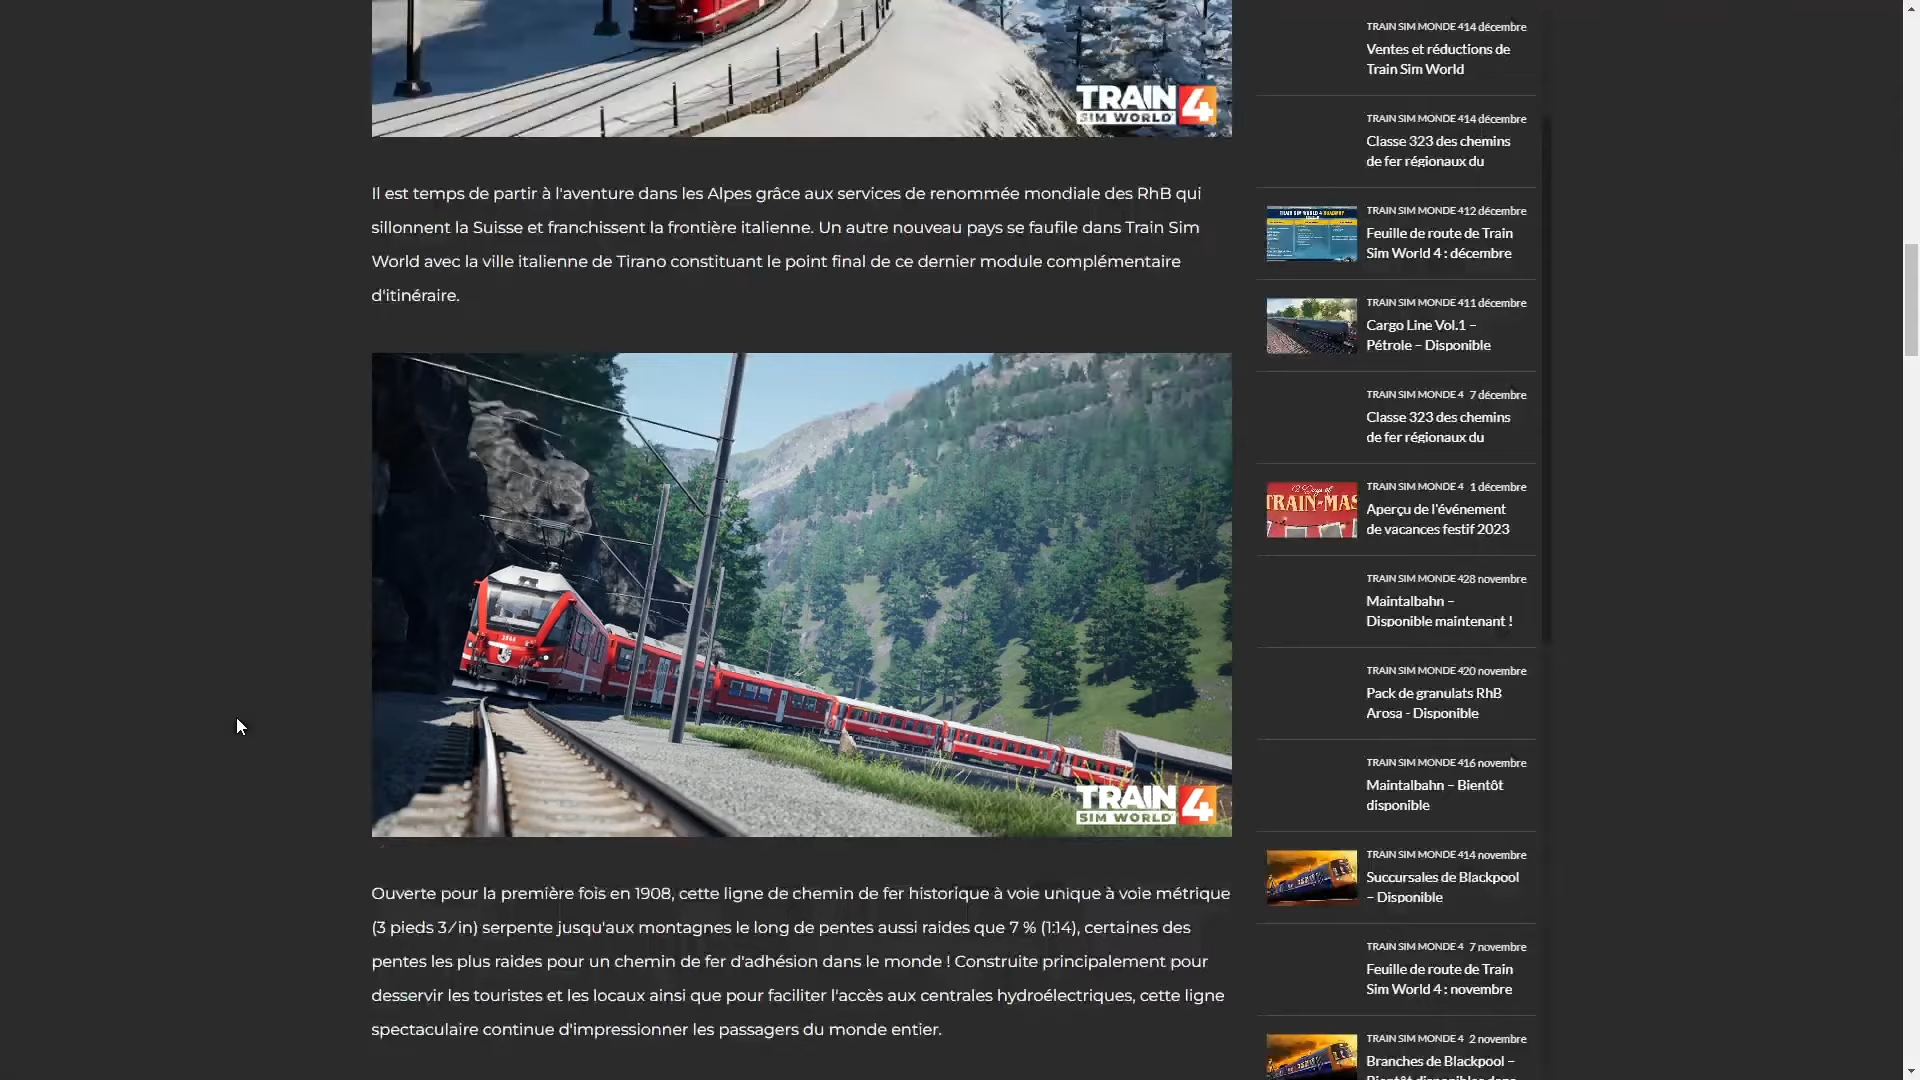 TRAIN 4
SIM WORLD
Il est temps de partir à l'aventure dans les Alpes grâce aux services de renommée mondiale des RhB qui
sillonnent la Suisse et franchissent la frontière italienne. Un autre nouveau pays se faufile dans Train Sim
World avec la ville italienne de Tirano constituant le point final de ce dernier module complémentaire
d'itinéraire.
TRAIN 4
SIM WORLD
Ouverte pour la première fois en 1908, cette ligne de chemin de fer historique à voie unique à voie métrique
(3 pieds 3/in) serpente jusqu'aux montagnes le long de pentes aussi raides que 7 % (1:14), certaines des
pentes les plus raides pour un chemin de fer d'adhésion dans le monde ! Construite principalement pour
desservir les touristes et les locaux ainsi que pour faciliter l'accès aux centrales hydroélectriques, cette ligne
spectaculaire continue d'impressionner les passagers du monde entier.
TRAIN SIM MONDE 4 14 décembre
Ventes et réductions de
Train Sim World
TRAIN SIM MONDE 4 14 décembre
Classe 323 des chemins
de fer régionaux du
TRAIN SIM MONDE 4 12 décembre
Feuille de route de Train
Sim World 4 : décembre
TRAIN SIM MONDE 4 11 décembre
Cargo Line Vol.1 –
Pétrole – Disponible
TRAIN SIM MONDE 4 7 décembre
Classe 323 des chemins
de fer régionaux du
TRAIN-MAS
TRAIN SIM MONDE 4 1 décembre
Aperçu de l'événement
de vacances festif 2023
TRAIN SIM MONDE 4 28 novembre
Maintalbahn –
Disponible maintenant !
TRAIN SIM MONDE 4 20 novembre
Pack de granulats RhB
Arosa - Disponible
TRAIN SIM MONDE 4 16 novembre
Maintalbahn – Bientôt
disponible
TRAIN SIM MONDE 4 14 novembre
Succursales de Blackpool
– Disponible
TRAIN SIM MONDE 4 7 novembre
Feuille de route de Train
Sim World 4 : novembre
TRAIN SIM MONDE 4 2 novembre
Branches de Blackpool –